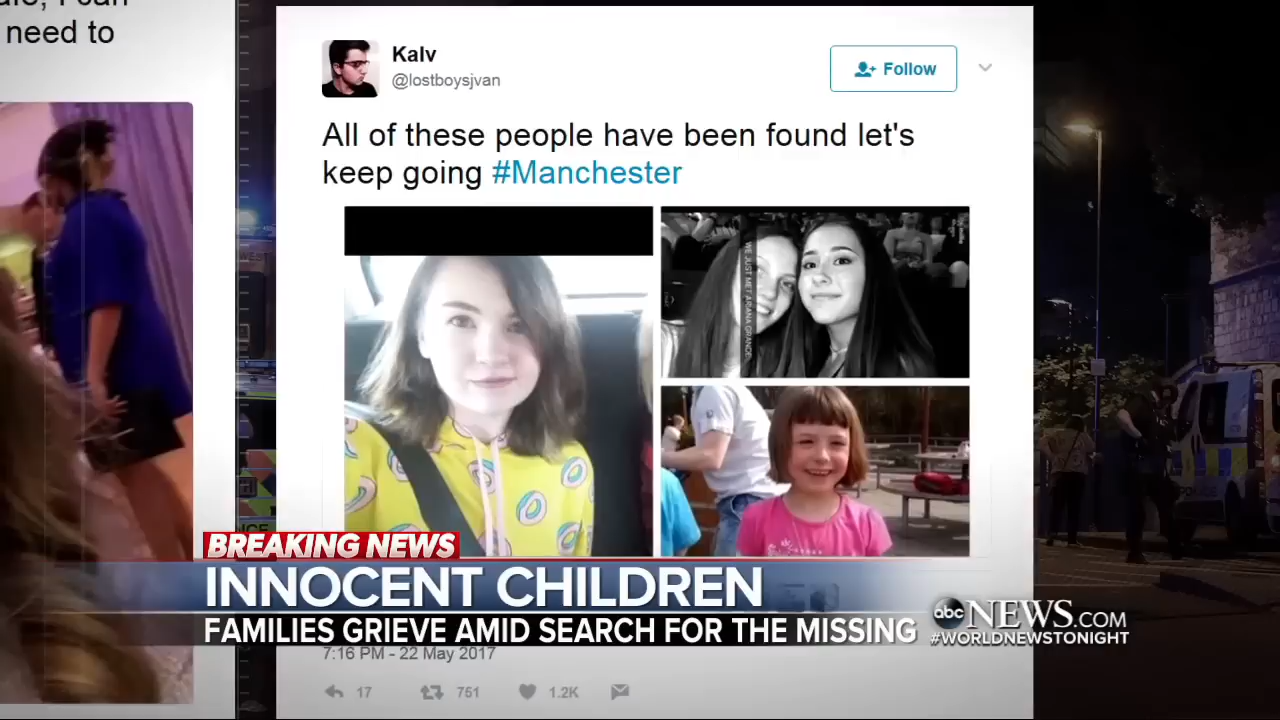 need to
Kalv
@lostboysjvan
Follow
All of these people have been found let's
keep going #Manchester
WE JUST MET ARIANA GRANDE
BREAKING NEWS
INNOCENT CHILDREN
FAMILIES GRIEVE AMID SEARCH FOR THE MISSING
abc NEWS.COM
#WORLDNEWSTONIGHT
7:16 PM - 22 May 2017
17 751 1.2K